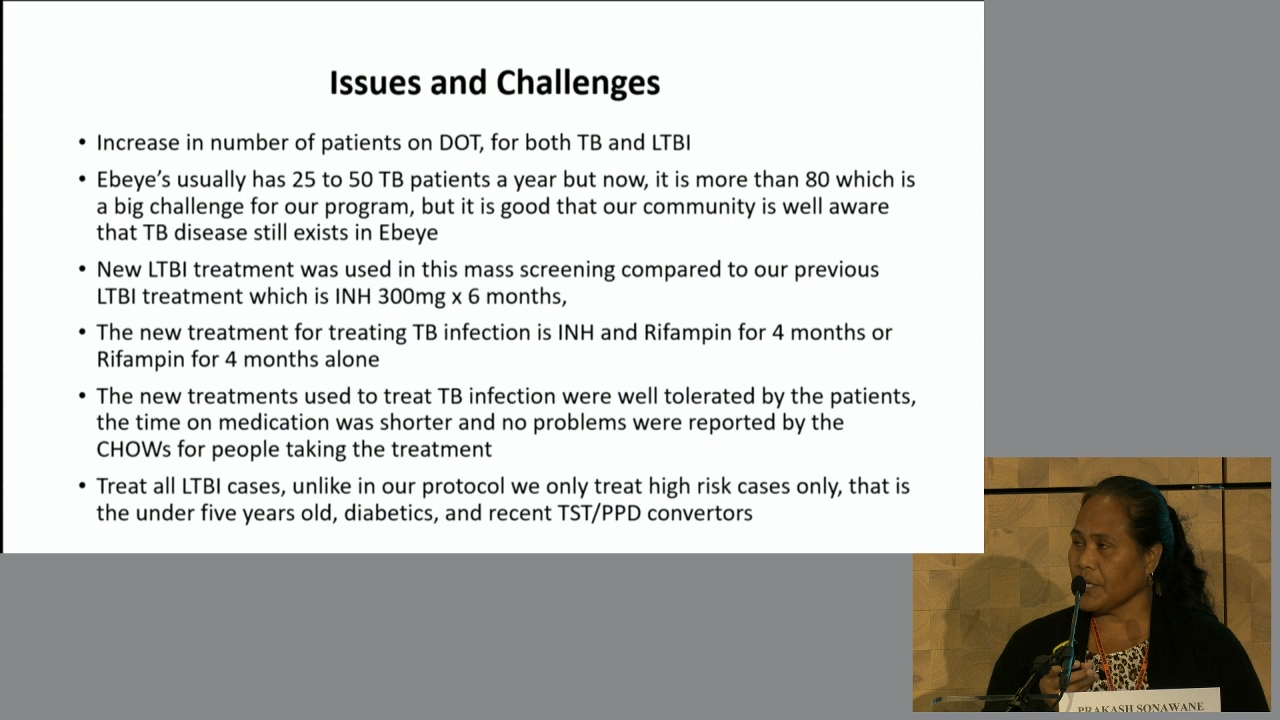 Issues and Challenges
• Increase in number of patients on DOT, for both TB and LTBI
• Ebeye's usually has 25 to 50 TB patients a year but now, it is more than 80 which is
a big challenge for our program, but it is good that our community is well aware
that TB disease still exists in Ebeye
• New LTBI treatment was used in this mass screening compared to our previous
LTBI treatment which is INH 300mg x 6 months,
• The new treatment for treating TB infection is INH and Rifampin for 4 months or
Rifampin for 4 months alone
• The new treatments used to treat TB infection were well tolerated by the patients,
the time on medication was shorter and no problems were reported by the
CHOWs for people taking the treatment
• Treat all LTBI cases, unlike in our protocol we only treat high risk cases only, that is
the under five years old, diabetics, and recent TST/PPD convertors
PRAKASH SONAWANE